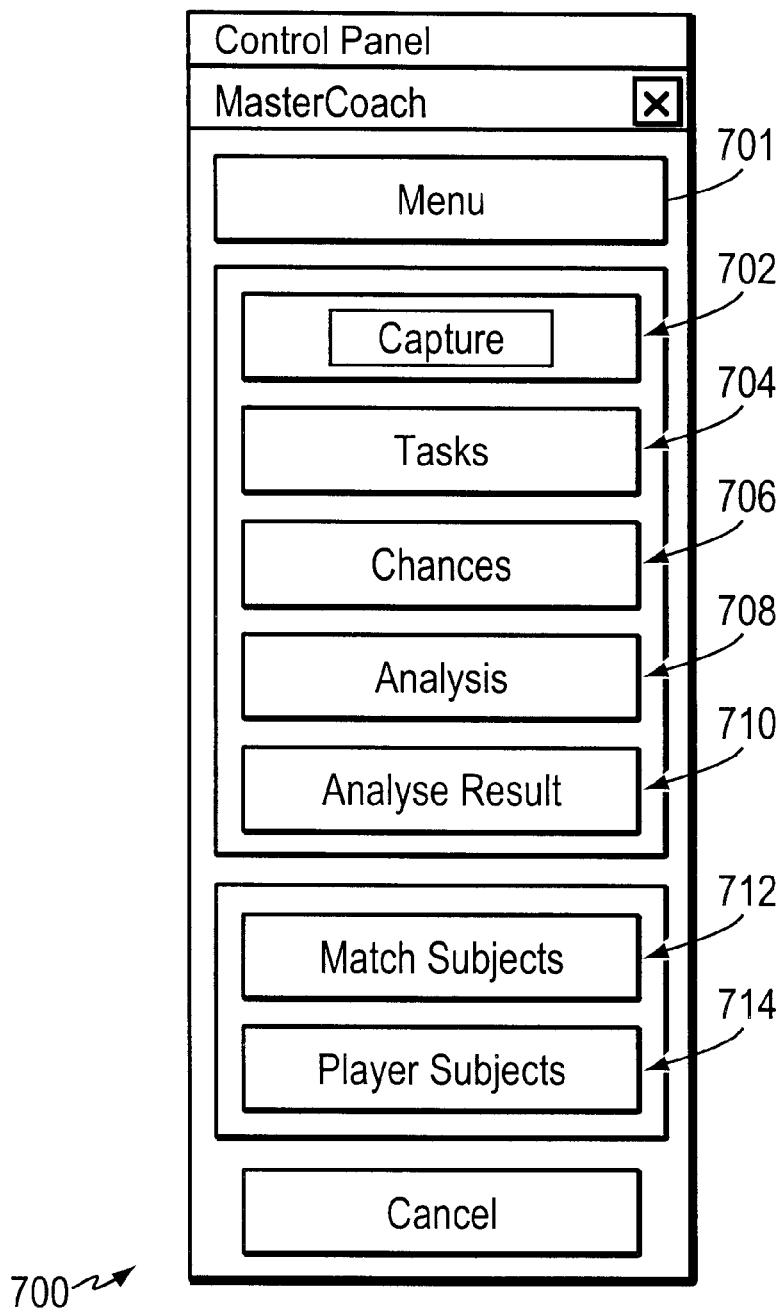 Control Panel
MasterCoach
701
Menu
702
Capture
704
Tasks
706
Chances
708
Analysis
710
Analyse Result
712
Match Subjects
714
Player Subjects
Cancel
700